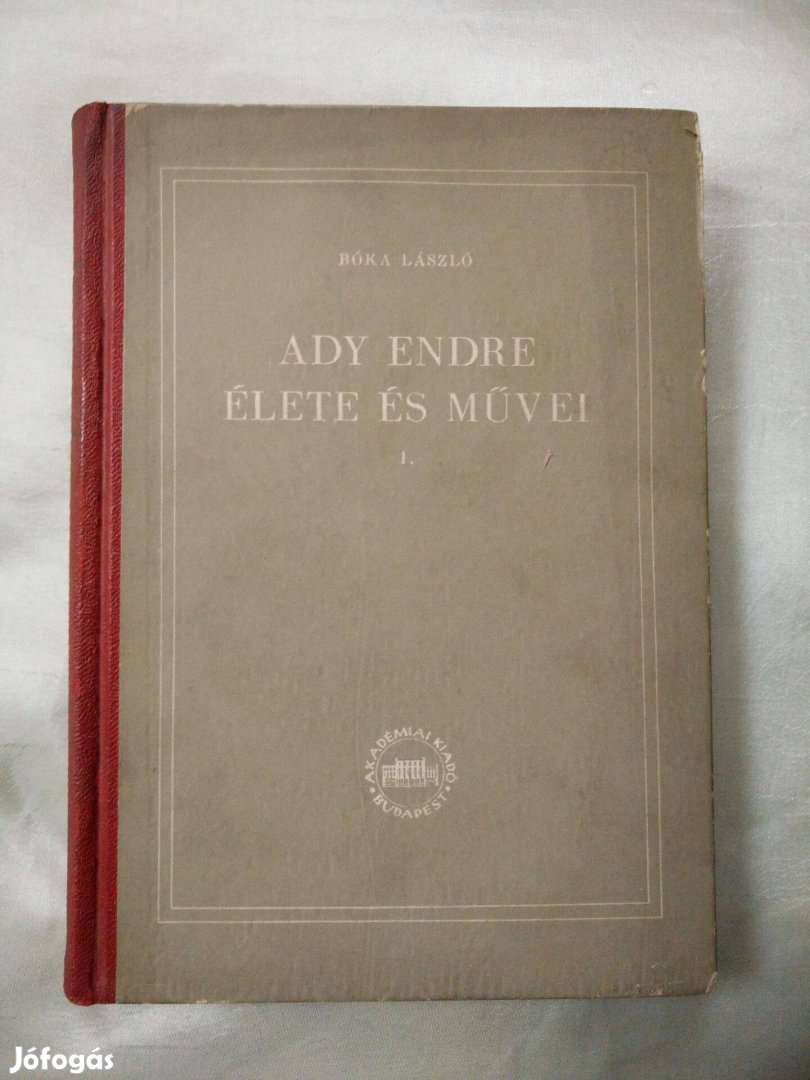 BÓKA LÁSZLÓ
ADY ENDRE
ÉLETE ÉS MŰVEI
I.
AKADÉMIAI KIADÓ
• BUDAPEST •
Jófogás